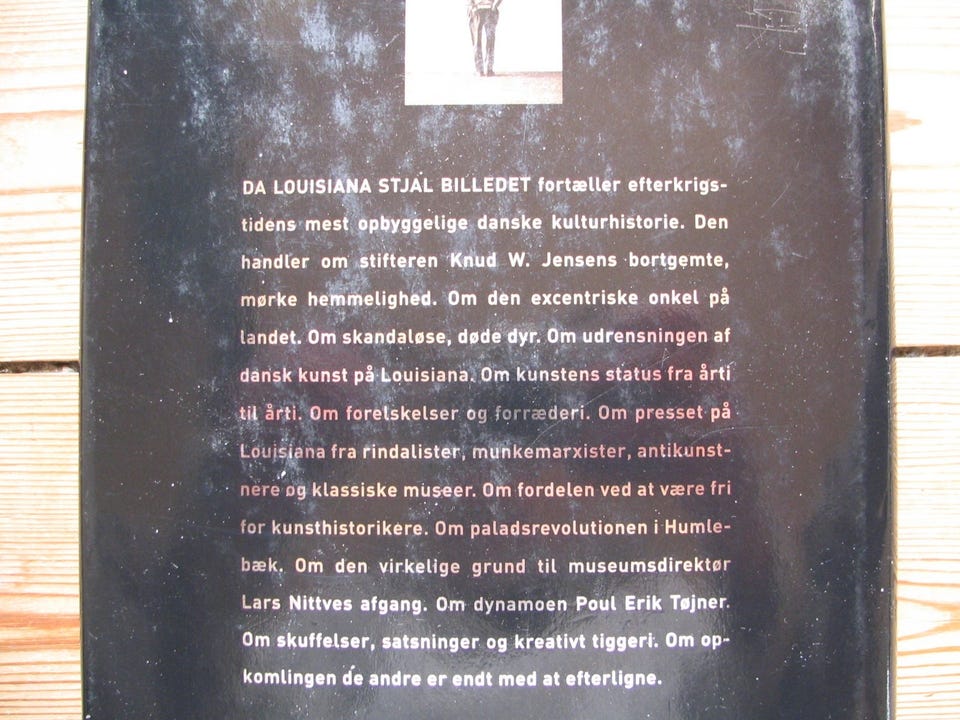 DA LOUISIANA STJAL BILLEDET fortæller efterkrigs-
tidens mest opbyggelige danske kulturhistorie. Den
handler om stifteren Knud W. Jensens bortgemte,
mørke hemmelighed. Om den excentriske onkel på
landet. Om skandaløse, døde dyr. Om udrensningen af
dansk kunst på Louisiana. Om kunstens status fra årti
til årti. Om forelskelser og forræderi. Om presset på
Louisiana fra rindalister, munkemarxister, antikunst-
nere og klassiske museer. Om fordelen ved at være fri
for kunsthistorikere. Om paladsrevolutionen i Humle-
bæk. Om den virkelige grund til museumsdirektør
Lars Nittves afgang. Om dynamoen Poul Erik Tøjner.
Om skuffelser, satsninger og kreativt tiggeri. Om op-
komlingen de andre er endt med at efterligne.